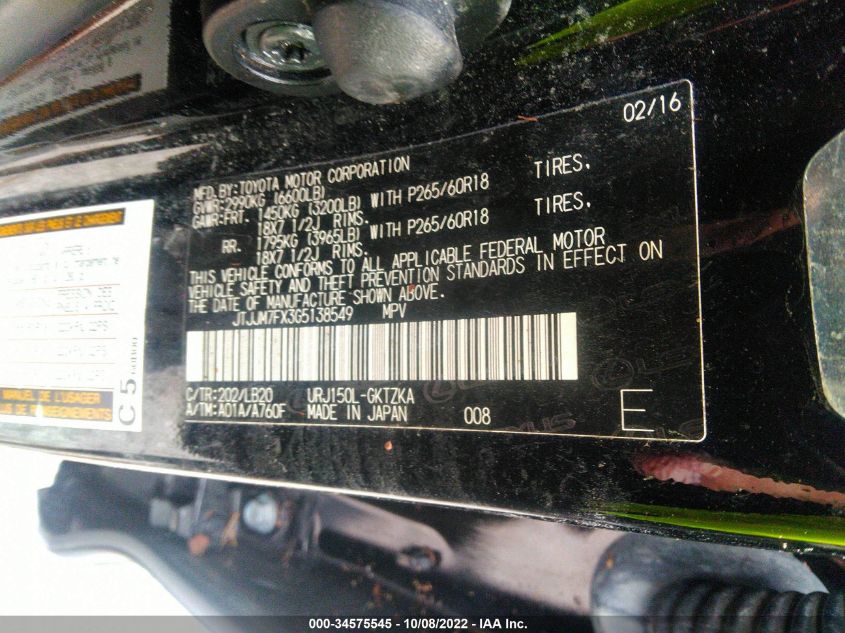 02/16
MFD.BY:TOYOTA MOTOR CORPORATION
GVWR:2990KG (6600LB)
GAWR:FRT. 1450KG (3200LB) WITH P265/60R18 TIRES,
18X7 1/2J RIMS.
RR. 1795KG (3965LB) WITH P265/60R18 TIRES,
18X7 1/2J RIMS.
THIS VEHICLE CONFORMS TO ALL APPLICABLE FEDERAL MOTOR
VEHICLE SAFETY AND THEFT PREVENTION STANDARDS IN EFFECT ON
THE DATE OF MANUFACTURE SHOWN ABOVE.
JTJJM7FX3G5138549 MPV
C/TR:202/LB20 URJ150L-GKTZKA
A/TM:A01A/A760F MADE IN JAPAN 008 E
MANUEL DE L'USAGER
RENSEIGNEMENTS
C5
000-34575545 - 10/08/2022 - IAA Inc.